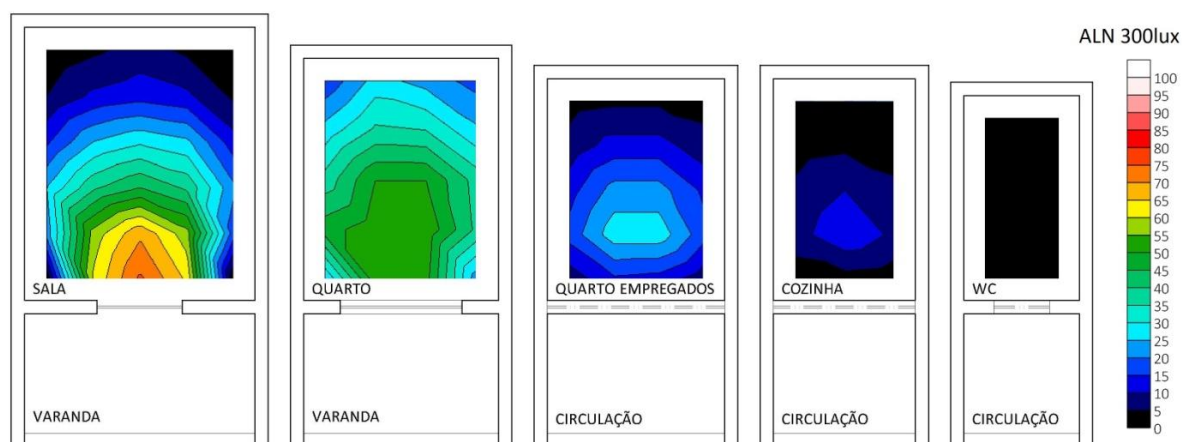 ALN 300lux
100
95
90
85
80
75
70
65
60
55
50
45
40
35
30
25
20
15
10
5
0
SALA
QUARTO
QUARTO EMPREGADOS
COZINHA
WC
VARANDA
VARANDA
CIRCULAÇÃO
CIRCULAÇÃO
CIRCULAÇÃO